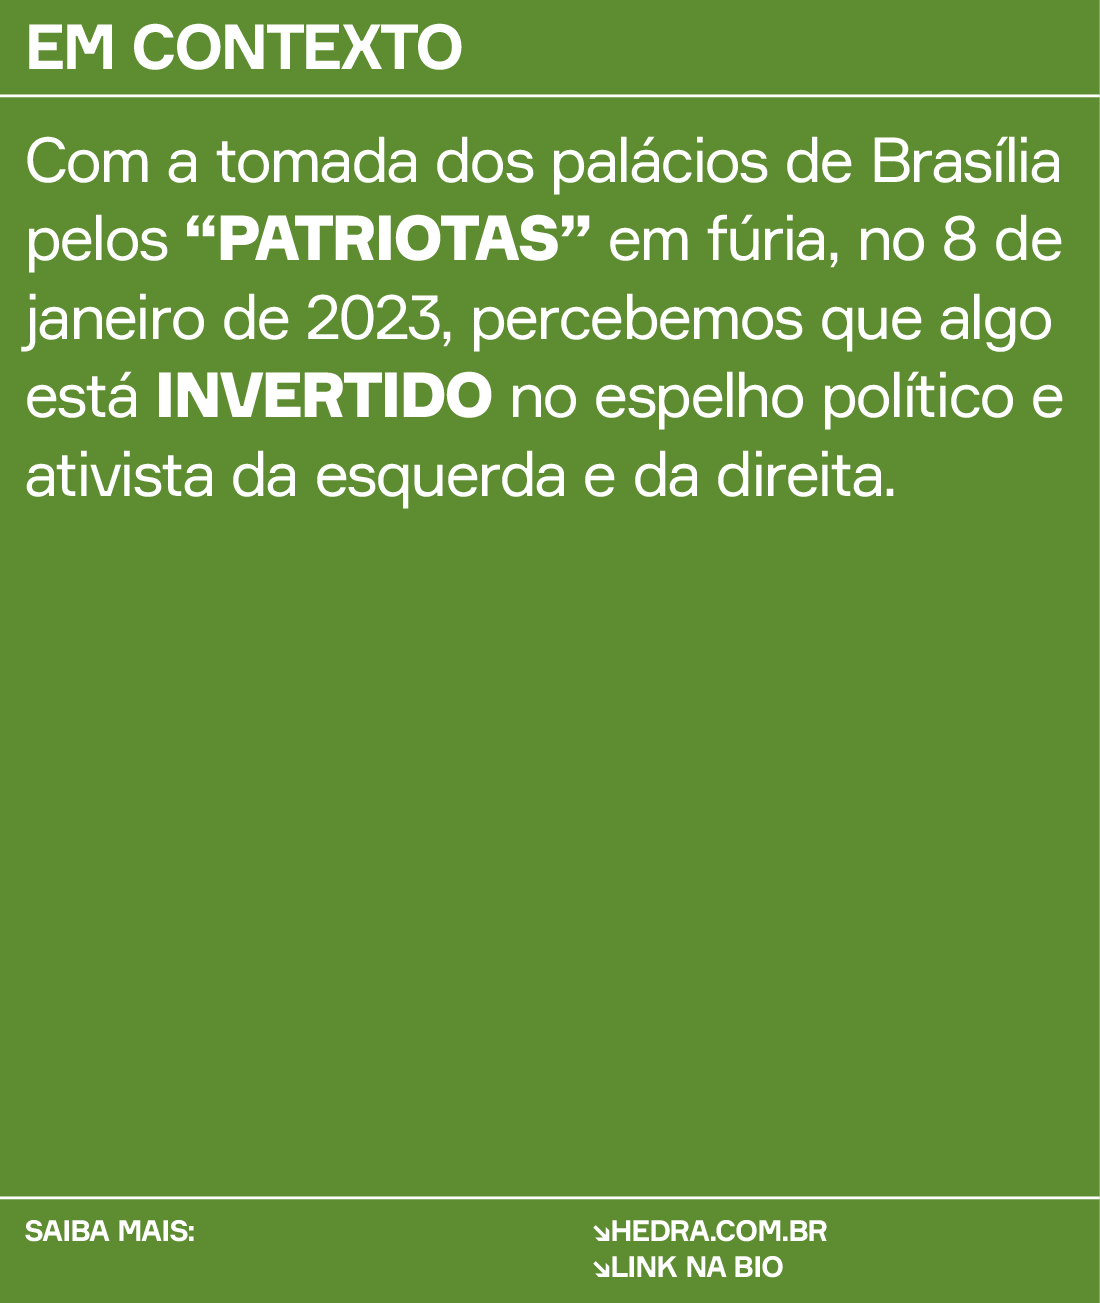 EM CONTEXTO
Com a tomada dos palácios de Brasília
pelos “PATRIOTAS” em fúria, no 8 de
janeiro de 2023, percebemos que algo
está INVERTIDO no espelho político e
ativista da esquerda e da direita.
SAIBA MAIS:
↘HEDRA.COM.BR
↘LINK NA BIO